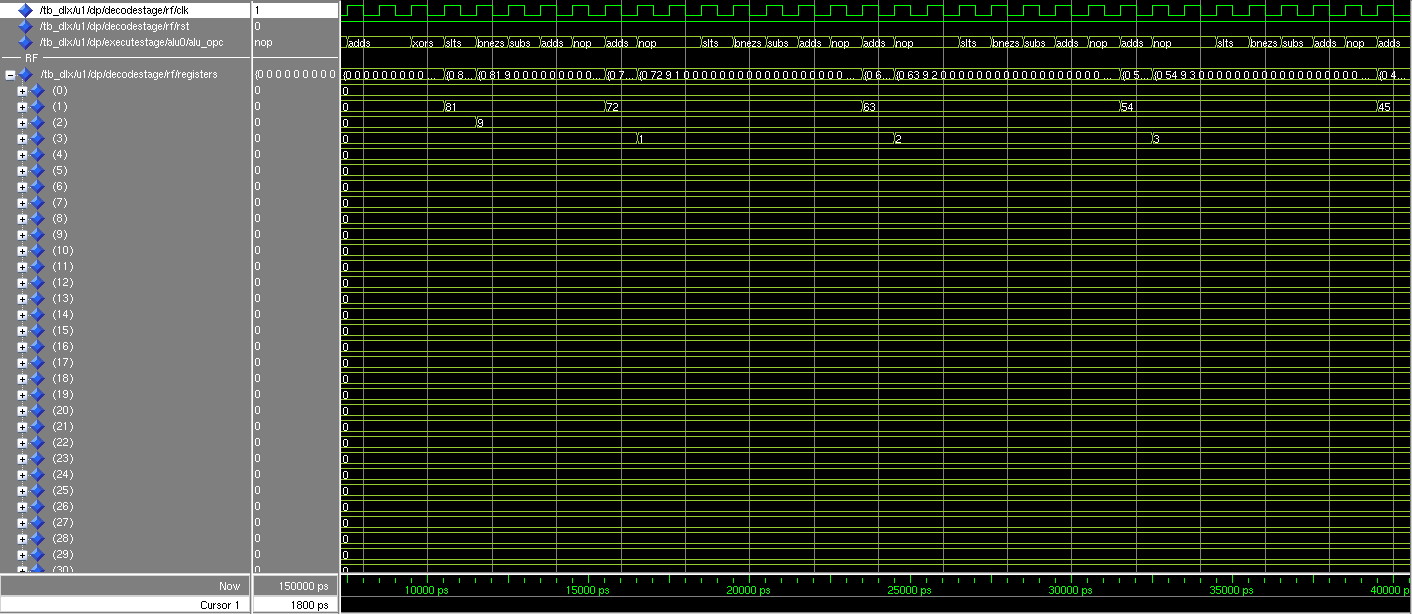 /tb_dlx/u1/dp/decodestage/rf/clk 1
/tb_dlx/u1/dp/decodestage/rf/rst 0
/tb_dlx/u1/dp/executestage/alu0/alu_opc nop adds xors slts bnezs subs adds nop adds nop slts bnezs subs adds nop adds nop slts bnezs subs adds nop adds nop slts bnezs subs adds nop adds
RF
/tb_dlx/u1/dp/decodestage/rf/registers {0 0 0 0 0 0 0 0 0 {0 0 0 0 0 0 0 0 0 ... {0 8... {0 81 9 0 0 0 0 0 0 0 0 0 0 ... {0 7... {0 72 9 1 0 0 0 0 0 0 0 0 0 0 0 0 0 0 0 0 0 0 ... {0 6... {0 63 9 2 0 0 0 0 0 0 0 0 0 0 0 0 0 0 0 0 0 0 ... {0 5... {0 54 9 3 0 0 0 0 0 0 0 0 0 0 0 0 0 0 0 0 0 0 ... {0 4...
(0) 0 0
(1) 0 0 81 72 63 54 45
(2) 0 0 9
(3) 0 0 1 2 3
(4) 0 0
(5) 0 0
(6) 0 0
(7) 0 0
(8) 0 0
(9) 0 0
(10) 0 0
(11) 0 0
(12) 0 0
(13) 0 0
(14) 0 0
(15) 0 0
(16) 0 0
(17) 0 0
(18) 0 0
(19) 0 0
(20) 0 0
(21) 0 0
(22) 0 0
(23) 0 0
(24) 0 0
(25) 0 0
(26) 0 0
(27) 0 0
(28) 0 0
(29) 0 0
(30) 0 0
Now 150000 ps 10000 ps 15000 ps 20000 ps 25000 ps 30000 ps 35000 ps 40000 ps
Cursor 1 1800 ps